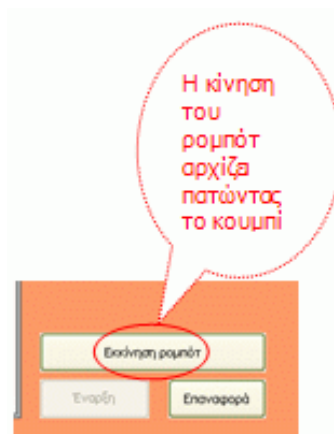 Η κίνηση
του
ρομπότ
αρχίζει
πατώντας
το κουμπί
Εκκίνηση ρομπότ
Έναρξη
Επαναφορά